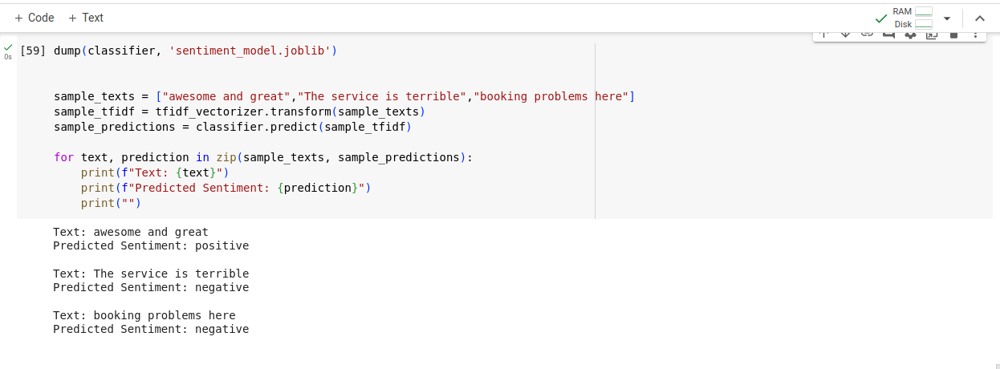 + Code + Text
RAM
Disk
0s
[59] dump(classifier, 'sentiment_model.joblib')
sample_texts = ["awesome and great","The service is terrible","booking problems here"]
sample_tfidf = tfidf_vectorizer.transform(sample_texts)
sample_predictions = classifier.predict(sample_tfidf)
for text, prediction in zip(sample_texts, sample_predictions):
    print(f"Text: {text}")
    print(f"Predicted Sentiment: {prediction}")
    print("")
Text: awesome and great
Predicted Sentiment: positive
Text: The service is terrible
Predicted Sentiment: negative
Text: booking problems here
Predicted Sentiment: negative